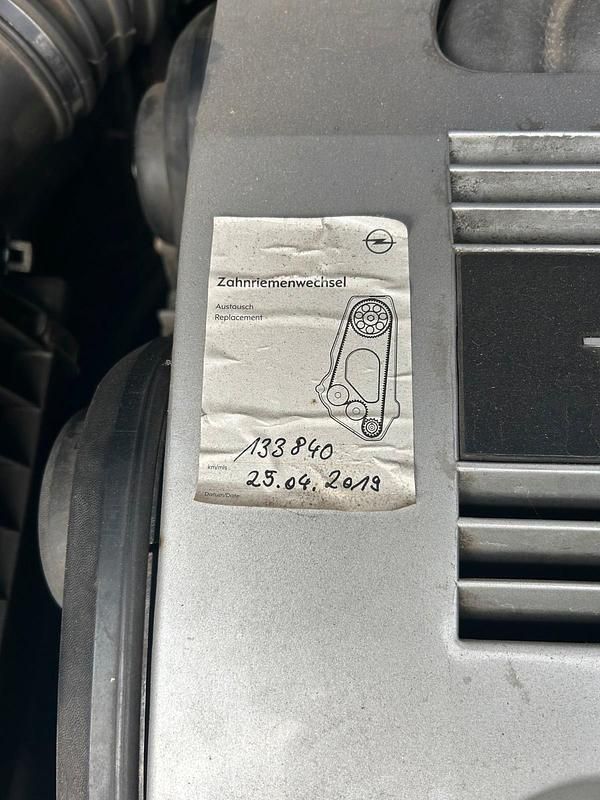 Zahnriemenwechsel
Austausch
Replacement
133840
km/mls
25.04.2019
Datum/Date